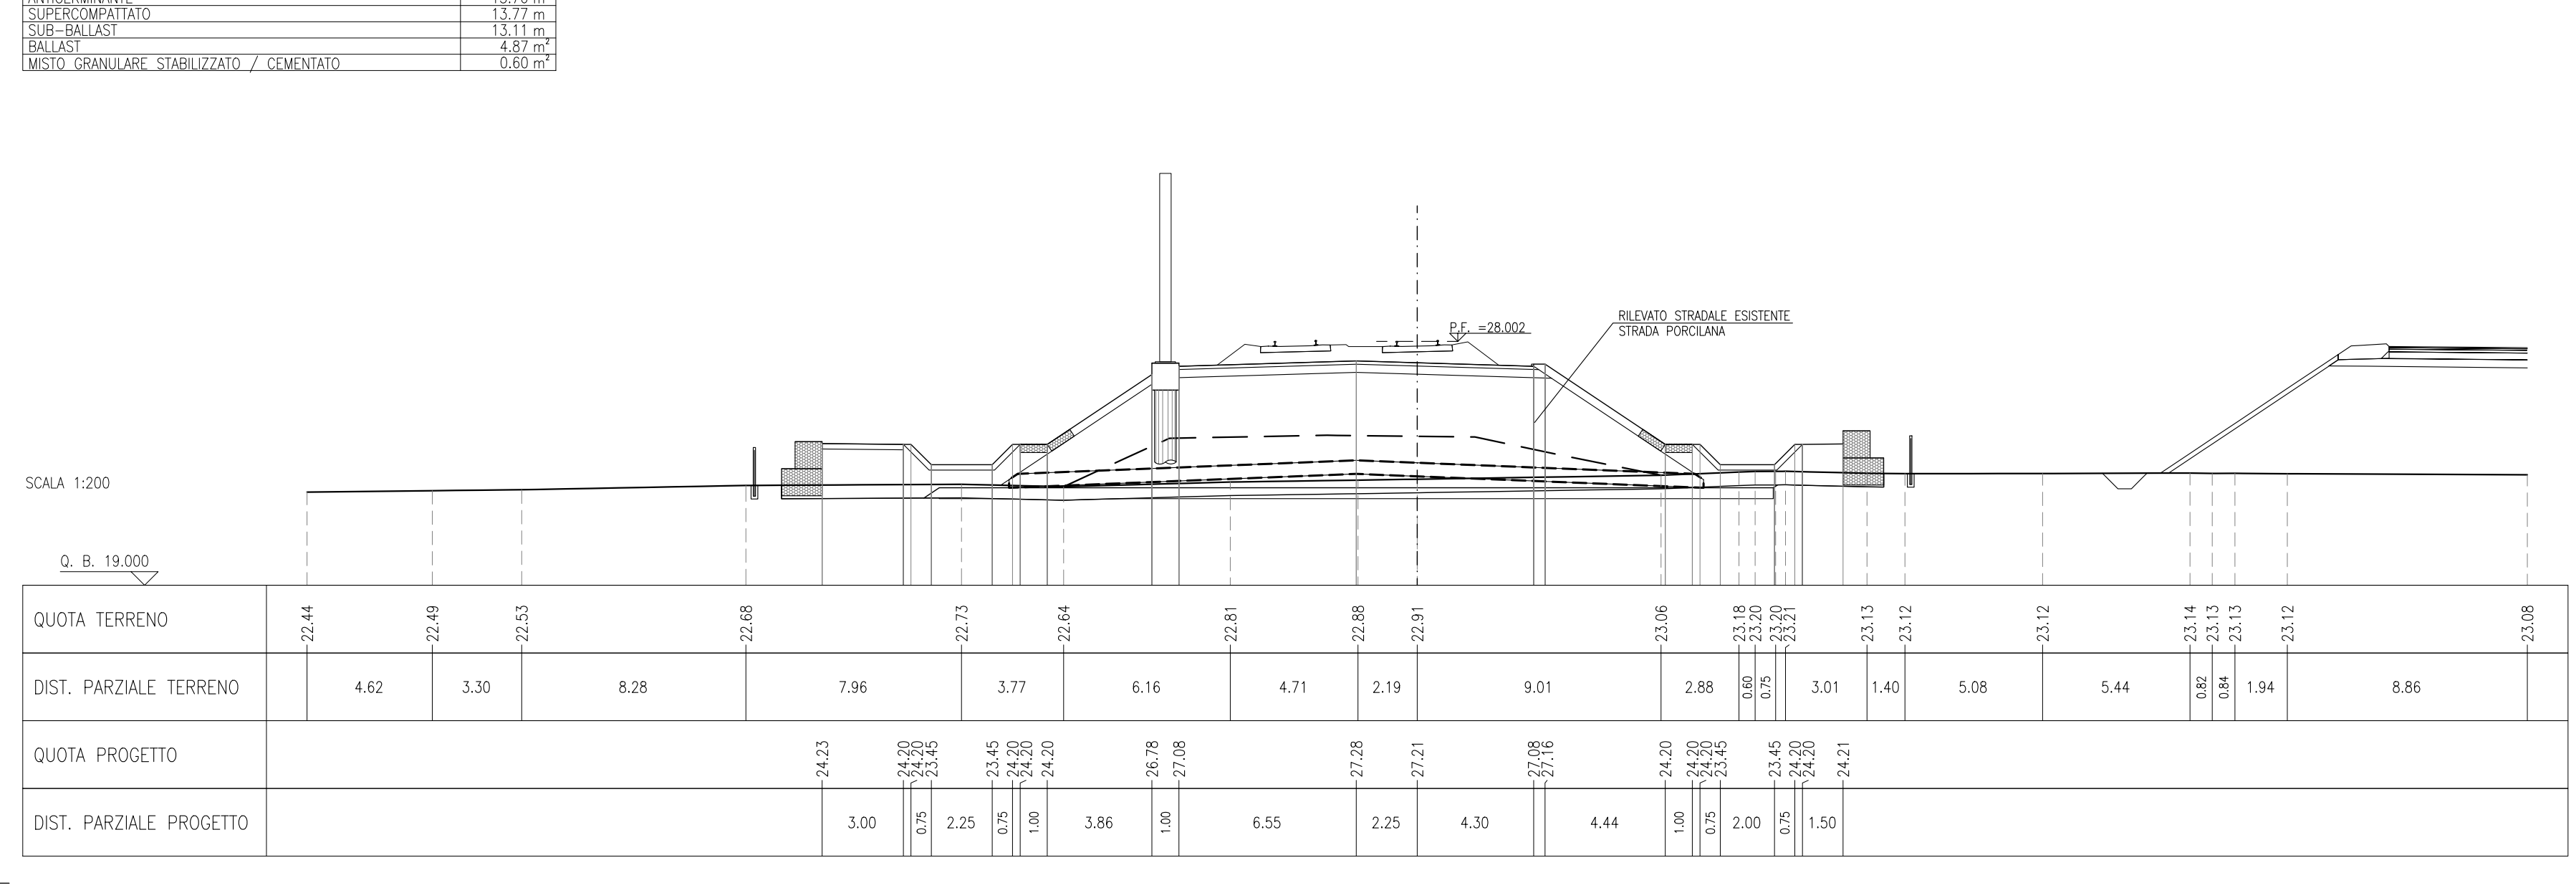 SUPERCOMPATTATO 13.77 m
SUB-BALLAST 13.11 m
BALLAST 4.87 m²
MISTO GRANULARE STABILIZZATO / CEMENTATO 0.60 m²
P.F. =28.002
RILEVATO STRADALE ESISTENTE
STRADA PORCILANA
SCALA 1:200
Q. B. 19.000
QUOTA TERRENO 22.44 22.49 22.53 22.68 22.73 22.64 22.81 22.88 22.91 23.06 23.18 23.20 23.20 23.21 23.13 23.12 23.12 23.14 23.13 23.13 23.12 23.08
DIST. PARZIALE TERRENO 4.62 3.30 8.28 7.96 3.77 6.16 4.71 2.19 9.01 2.88 0.60 0.75 3.01 1.40 5.08 5.44 0.82 0.84 1.94 8.86
QUOTA PROGETTO 24.23 24.20 24.20 23.45 23.45 24.20 24.20 24.20 26.78 27.08 27.28 27.21 27.08 27.16 24.20 24.20 24.20 23.45 23.45 24.20 24.20 24.21
DIST. PARZIALE PROGETTO 3.00 0.75 2.25 0.75 1.00 3.86 1.00 6.55 2.25 4.30 4.44 1.00 0.75 2.00 0.75 1.50